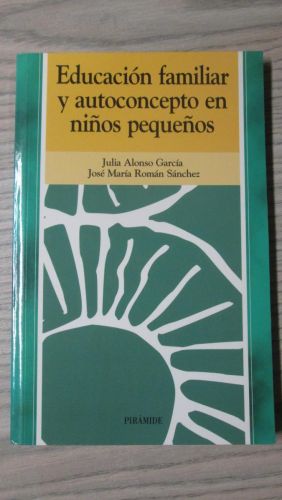 Educación familiar
y autoconcepto en
niños pequeños
Julia Alonso García
José María Román Sánchez
PIRÁMIDE